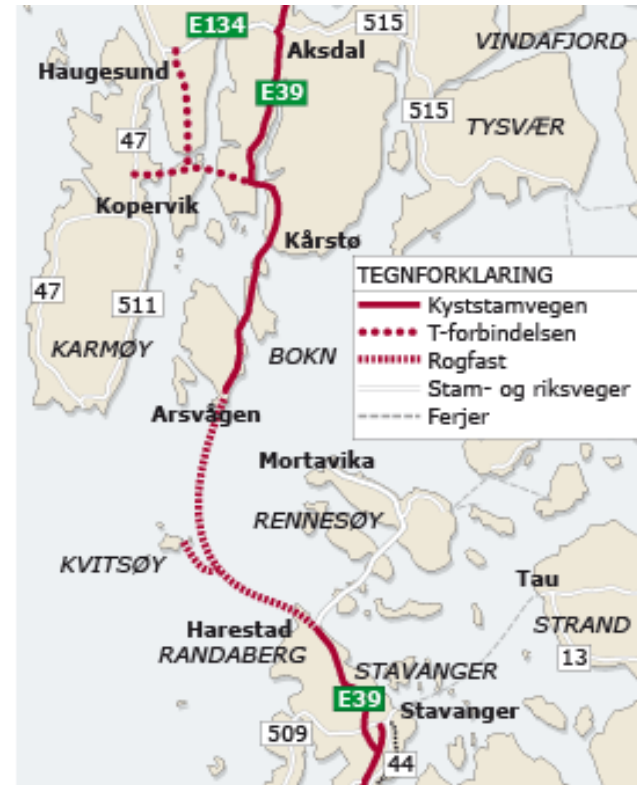 E134
515
Aksdal
VINDAFJORD
Haugesund
E39
515
TYSVÆR
47
Kopervik
Kårstø
TEGNFORKLARING
Kyststamvegen
T-forbindelsen
Rogfast
Stam- og riksveger
Ferjer
47
511
KARMØY
BOKN
Arsvågen
Mortavika
RENNESØY
KVITSØY
Tau
Harestad
RANDABERG
STRAND
13
STAVANGER
E39
Stavanger
509
44